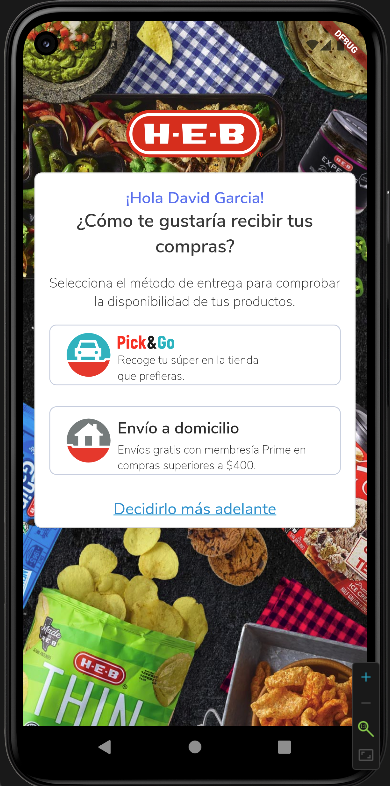 DEBUG
H-E-B
¡Hola David Garcia!
¿Cómo te gustaría recibir tus
compras?
Selecciona el método de entrega para comprobar
la disponibilidad de tus productos.
Pick&Go
Recoge tu súper en la tienda
que prefieras.
Envío a domicilio
Envíos gratis con membresía Prime en
compras superiores a $400.
Decidirlo más adelante
Made
H-E-B
THIN